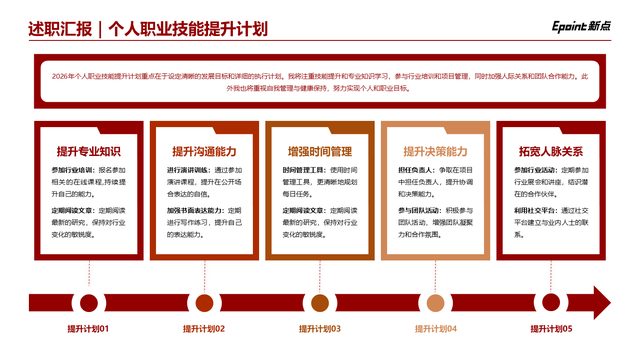 述职汇报｜个人职业技能提升计划
Epoint新点
2026年个人职业技能提升计划重点在于设定清晰的发展目标和详细的执行计划。我将注重技能提升和专业知识学习，参与行业培训和项目管理，同时加强人际关系和团队合作能力。此
外我也将重视自我管理与健康保持，努力实现个人和职业目标。
提升专业知识
参加行业培训：报名参加
相关的在线课程,持续提
升自己的能力。
定期阅读文章：定期阅读
最新的研究，保持对行业
变化的敏锐度。
提升沟通能力
进行演讲训练：通过参加
演讲课程，提升在公开场
合表达的自信。
加强书面表达能力：定期
进行写作练习，提升自己
的表达能力。
增强时间管理
时间管理工具：使用时间
管理工具，更清晰地规划
每日任务。
定期阅读文章：定期阅读
最新的研究，保持对行业
变化的敏锐度。
提升决策能力
担任负责人：争取在项目
中担任负责人，提升协调
和决策能力。
参与团队活动：积极参与
团队活动，增强团队凝聚
力和合作氛围。
拓宽人脉关系
参加行业活动：定期参加
行业展会和讲座，结识潜
在的合作伙伴。
利用社交平台：通过社交
平台建立与业内人士的联
系。
提升计划01
提升计划02
提升计划03
提升计划04
提升计划05